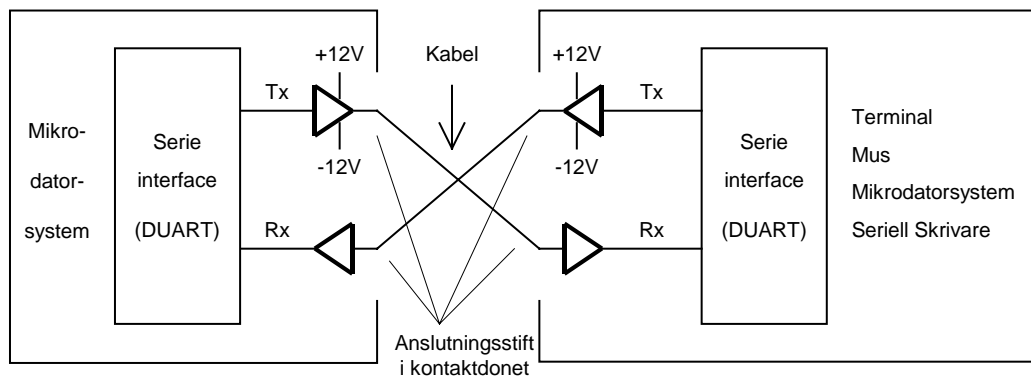 +12V
Kabel
+12V
Tx
Tx
Mikro-
dator-
system
Serie
interface
(DUART)
-12V
-12V
Serie
interface
(DUART)
Terminal
Mus
Mikrodatorsystem
Seriell Skrivare
Rx
Rx
Anslutningsstift
i kontaktdonet